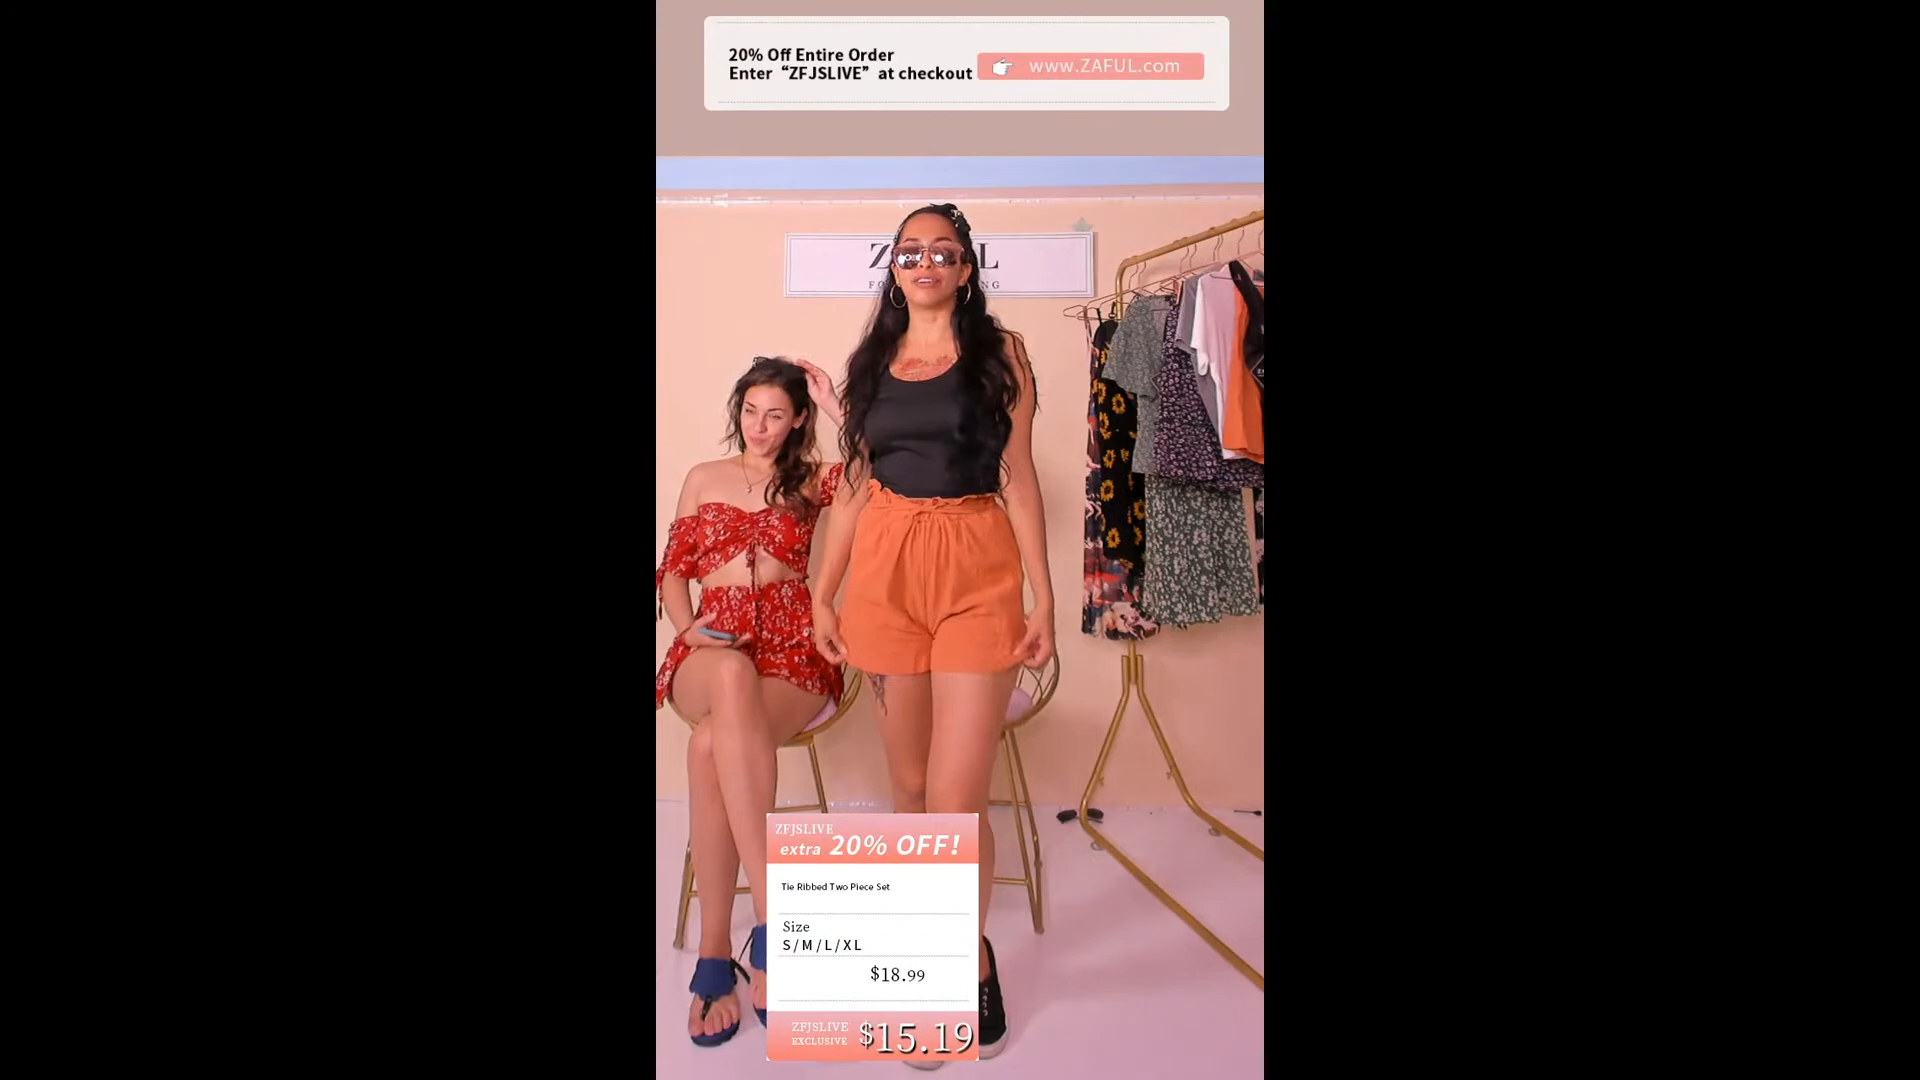 20% Off Entire Order
Enter “ZFJSLIVE” at checkout
www.ZAFUL.com
ZFJSLIVE
extra 20% OFF!
Tie Ribbed Two Piece Set
Size
S/M/L/XL
$18.99
ZFJSLIVE
EXCLUSIVE
$15.19